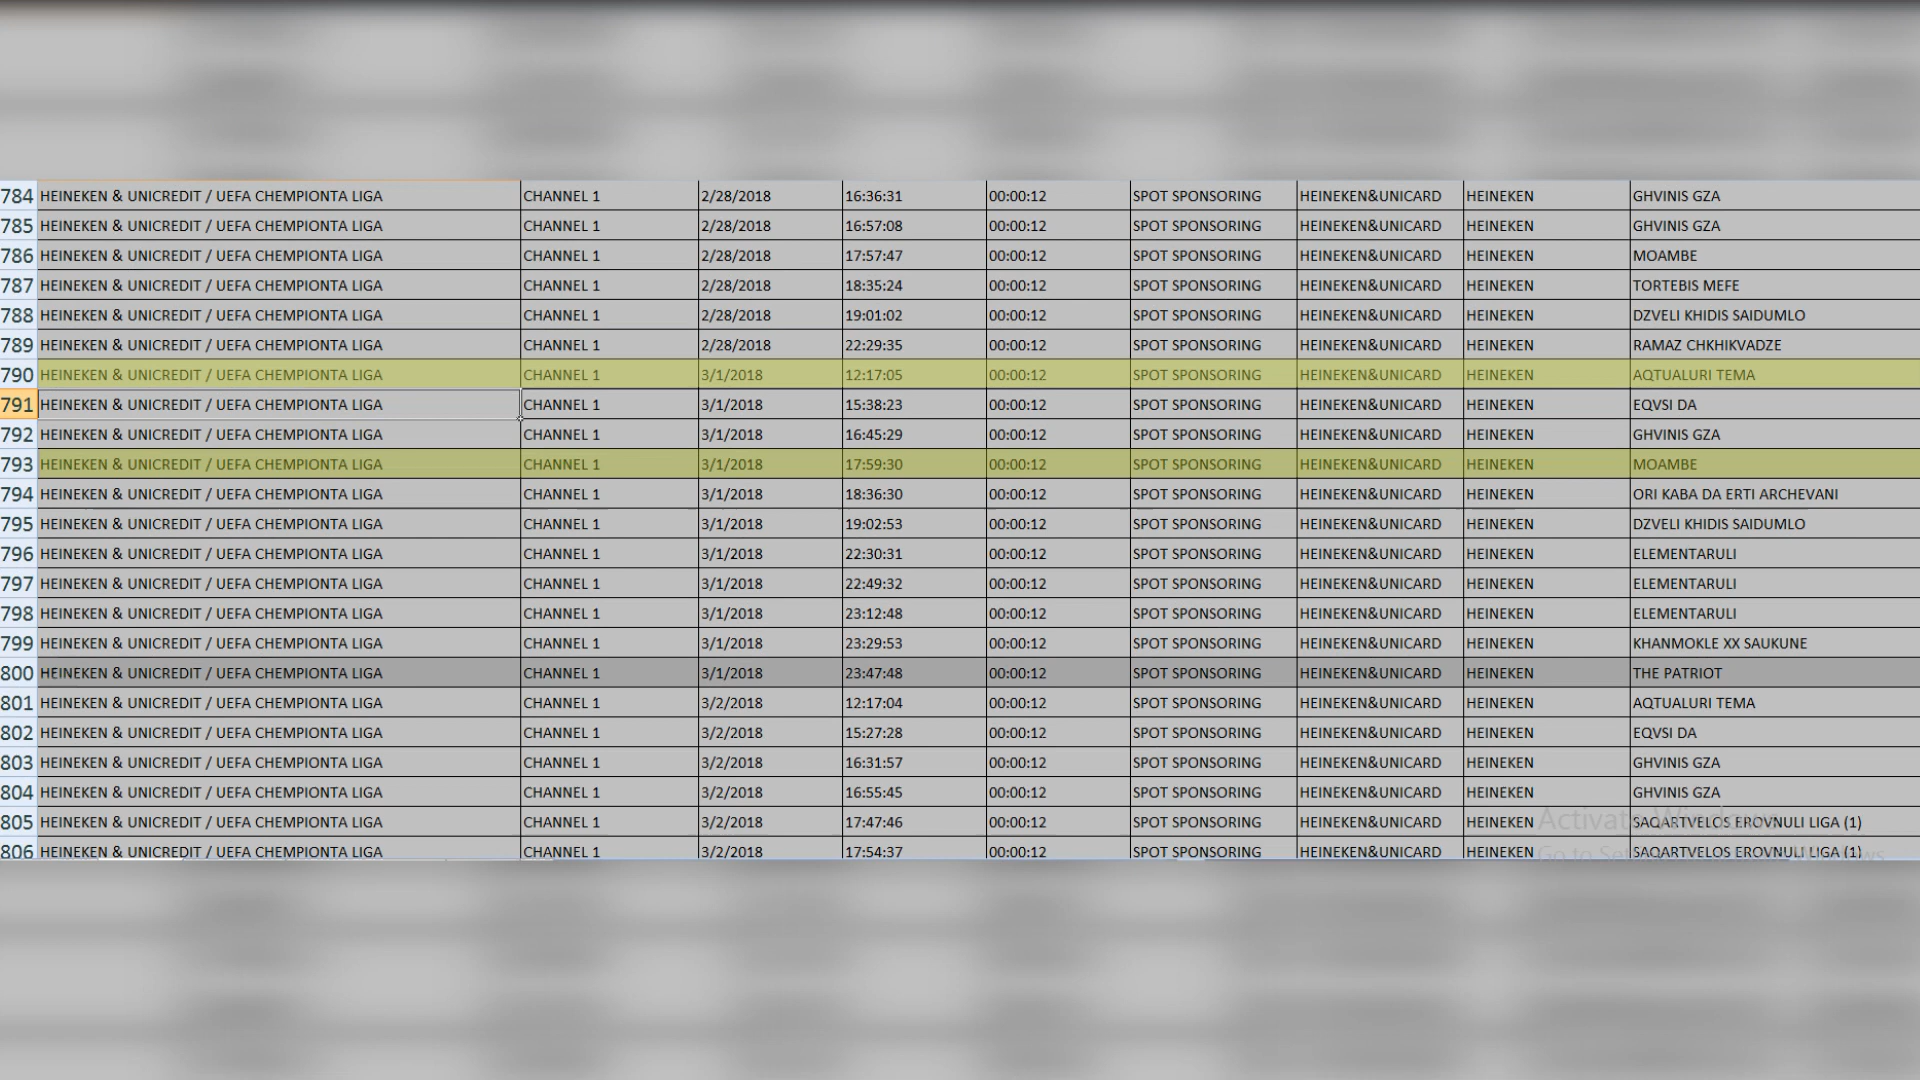 784 HEINEKEN & UNICREDIT / UEFA CHEMPIONTA LIGA CHANNEL 1 2/28/2018 16:36:31 00:00:12 SPOT SPONSORING HEINEKEN&UNICARD HEINEKEN GHVINIS GZA
785 HEINEKEN & UNICREDIT / UEFA CHEMPIONTA LIGA CHANNEL 1 2/28/2018 16:57:08 00:00:12 SPOT SPONSORING HEINEKEN&UNICARD HEINEKEN GHVINIS GZA
786 HEINEKEN & UNICREDIT / UEFA CHEMPIONTA LIGA CHANNEL 1 2/28/2018 17:57:47 00:00:12 SPOT SPONSORING HEINEKEN&UNICARD HEINEKEN MOAMBE
787 HEINEKEN & UNICREDIT / UEFA CHEMPIONTA LIGA CHANNEL 1 2/28/2018 18:35:24 00:00:12 SPOT SPONSORING HEINEKEN&UNICARD HEINEKEN TORTEBIS MEFE
788 HEINEKEN & UNICREDIT / UEFA CHEMPIONTA LIGA CHANNEL 1 2/28/2018 19:01:02 00:00:12 SPOT SPONSORING HEINEKEN&UNICARD HEINEKEN DZVELI KHIDIS SAIDUMLO
789 HEINEKEN & UNICREDIT / UEFA CHEMPIONTA LIGA CHANNEL 1 2/28/2018 22:29:35 00:00:12 SPOT SPONSORING HEINEKEN&UNICARD HEINEKEN RAMAZ CHKHIKVADZE
790 HEINEKEN & UNICREDIT / UEFA CHEMPIONTA LIGA CHANNEL 1 3/1/2018 12:17:05 00:00:12 SPOT SPONSORING HEINEKEN&UNICARD HEINEKEN AQTUALURI TEMA
791 HEINEKEN & UNICREDIT / UEFA CHEMPIONTA LIGA CHANNEL 1 3/1/2018 15:38:23 00:00:12 SPOT SPONSORING HEINEKEN&UNICARD HEINEKEN EQVSI DA
792 HEINEKEN & UNICREDIT / UEFA CHEMPIONTA LIGA CHANNEL 1 3/1/2018 16:45:29 00:00:12 SPOT SPONSORING HEINEKEN&UNICARD HEINEKEN GHVINIS GZA
793 HEINEKEN & UNICREDIT / UEFA CHEMPIONTA LIGA CHANNEL 1 3/1/2018 17:59:30 00:00:12 SPOT SPONSORING HEINEKEN&UNICARD HEINEKEN MOAMBE
794 HEINEKEN & UNICREDIT / UEFA CHEMPIONTA LIGA CHANNEL 1 3/1/2018 18:36:30 00:00:12 SPOT SPONSORING HEINEKEN&UNICARD HEINEKEN ORI KABA DA ERTI ARCHEVANI
795 HEINEKEN & UNICREDIT / UEFA CHEMPIONTA LIGA CHANNEL 1 3/1/2018 19:02:53 00:00:12 SPOT SPONSORING HEINEKEN&UNICARD HEINEKEN DZVELI KHIDIS SAIDUMLO
796 HEINEKEN & UNICREDIT / UEFA CHEMPIONTA LIGA CHANNEL 1 3/1/2018 22:30:31 00:00:12 SPOT SPONSORING HEINEKEN&UNICARD HEINEKEN ELEMENTARULI
797 HEINEKEN & UNICREDIT / UEFA CHEMPIONTA LIGA CHANNEL 1 3/1/2018 22:49:32 00:00:12 SPOT SPONSORING HEINEKEN&UNICARD HEINEKEN ELEMENTARULI
798 HEINEKEN & UNICREDIT / UEFA CHEMPIONTA LIGA CHANNEL 1 3/1/2018 23:12:48 00:00:12 SPOT SPONSORING HEINEKEN&UNICARD HEINEKEN ELEMENTARULI
799 HEINEKEN & UNICREDIT / UEFA CHEMPIONTA LIGA CHANNEL 1 3/1/2018 23:29:53 00:00:12 SPOT SPONSORING HEINEKEN&UNICARD HEINEKEN KHANMOKLE XX SAUKUNE
800 HEINEKEN & UNICREDIT / UEFA CHEMPIONTA LIGA CHANNEL 1 3/1/2018 23:47:48 00:00:12 SPOT SPONSORING HEINEKEN&UNICARD HEINEKEN THE PATRIOT
801 HEINEKEN & UNICREDIT / UEFA CHEMPIONTA LIGA CHANNEL 1 3/2/2018 12:17:04 00:00:12 SPOT SPONSORING HEINEKEN&UNICARD HEINEKEN AQTUALURI TEMA
802 HEINEKEN & UNICREDIT / UEFA CHEMPIONTA LIGA CHANNEL 1 3/2/2018 15:27:28 00:00:12 SPOT SPONSORING HEINEKEN&UNICARD HEINEKEN EQVSI DA
803 HEINEKEN & UNICREDIT / UEFA CHEMPIONTA LIGA CHANNEL 1 3/2/2018 16:31:57 00:00:12 SPOT SPONSORING HEINEKEN&UNICARD HEINEKEN GHVINIS GZA
804 HEINEKEN & UNICREDIT / UEFA CHEMPIONTA LIGA CHANNEL 1 3/2/2018 16:55:45 00:00:12 SPOT SPONSORING HEINEKEN&UNICARD HEINEKEN GHVINIS GZA
805 HEINEKEN & UNICREDIT / UEFA CHEMPIONTA LIGA CHANNEL 1 3/2/2018 17:47:46 00:00:12 SPOT SPONSORING HEINEKEN&UNICARD HEINEKEN SAQARTVELOS EROVNULI LIGA (1)
Activate Windows
806 HEINEKEN & UNICREDIT / UEFA CHEMPIONTA LIGA CHANNEL 1 3/2/2018 17:54:37 00:00:12 SPOT SPONSORING HEINEKEN&UNICARD HEINEKEN SAQARTVELOS EROVNULI LIGA (1)
Go to